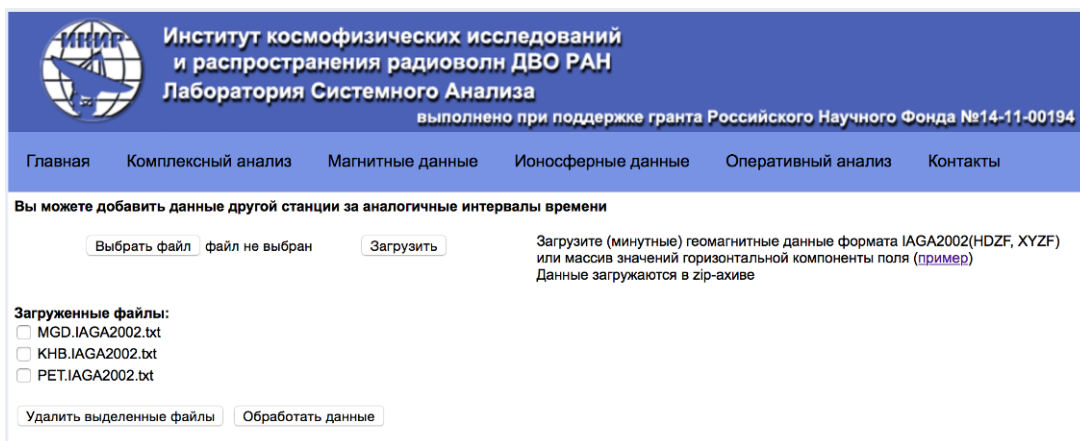 ИКИР
Институт космофизических исследований
и распространения радиоволн ДВО РАН
Лаборатория Системного Анализа
выполнено при поддержке гранта Российского Научного Фонда №14-11-00194
Главная Комплексный анализ Магнитные данные Ионосферные данные Оперативный анализ Контакты
Вы можете добавить данные другой станции за аналогичные интервалы времени
Выбрать файл файл не выбран Загрузить
Загрузите (минутные) геомагнитные данные формата IAGA2002(HDZF, XYZF)
или массив значений горизонтальной компоненты поля (пример)
Данные загружаются в zip-ахиве
Загруженные файлы:
MGD.IAGA2002.txt
KHB.IAGA2002.txt
PET.IAGA2002.txt
Удалить выделенные файлы Обработать данные